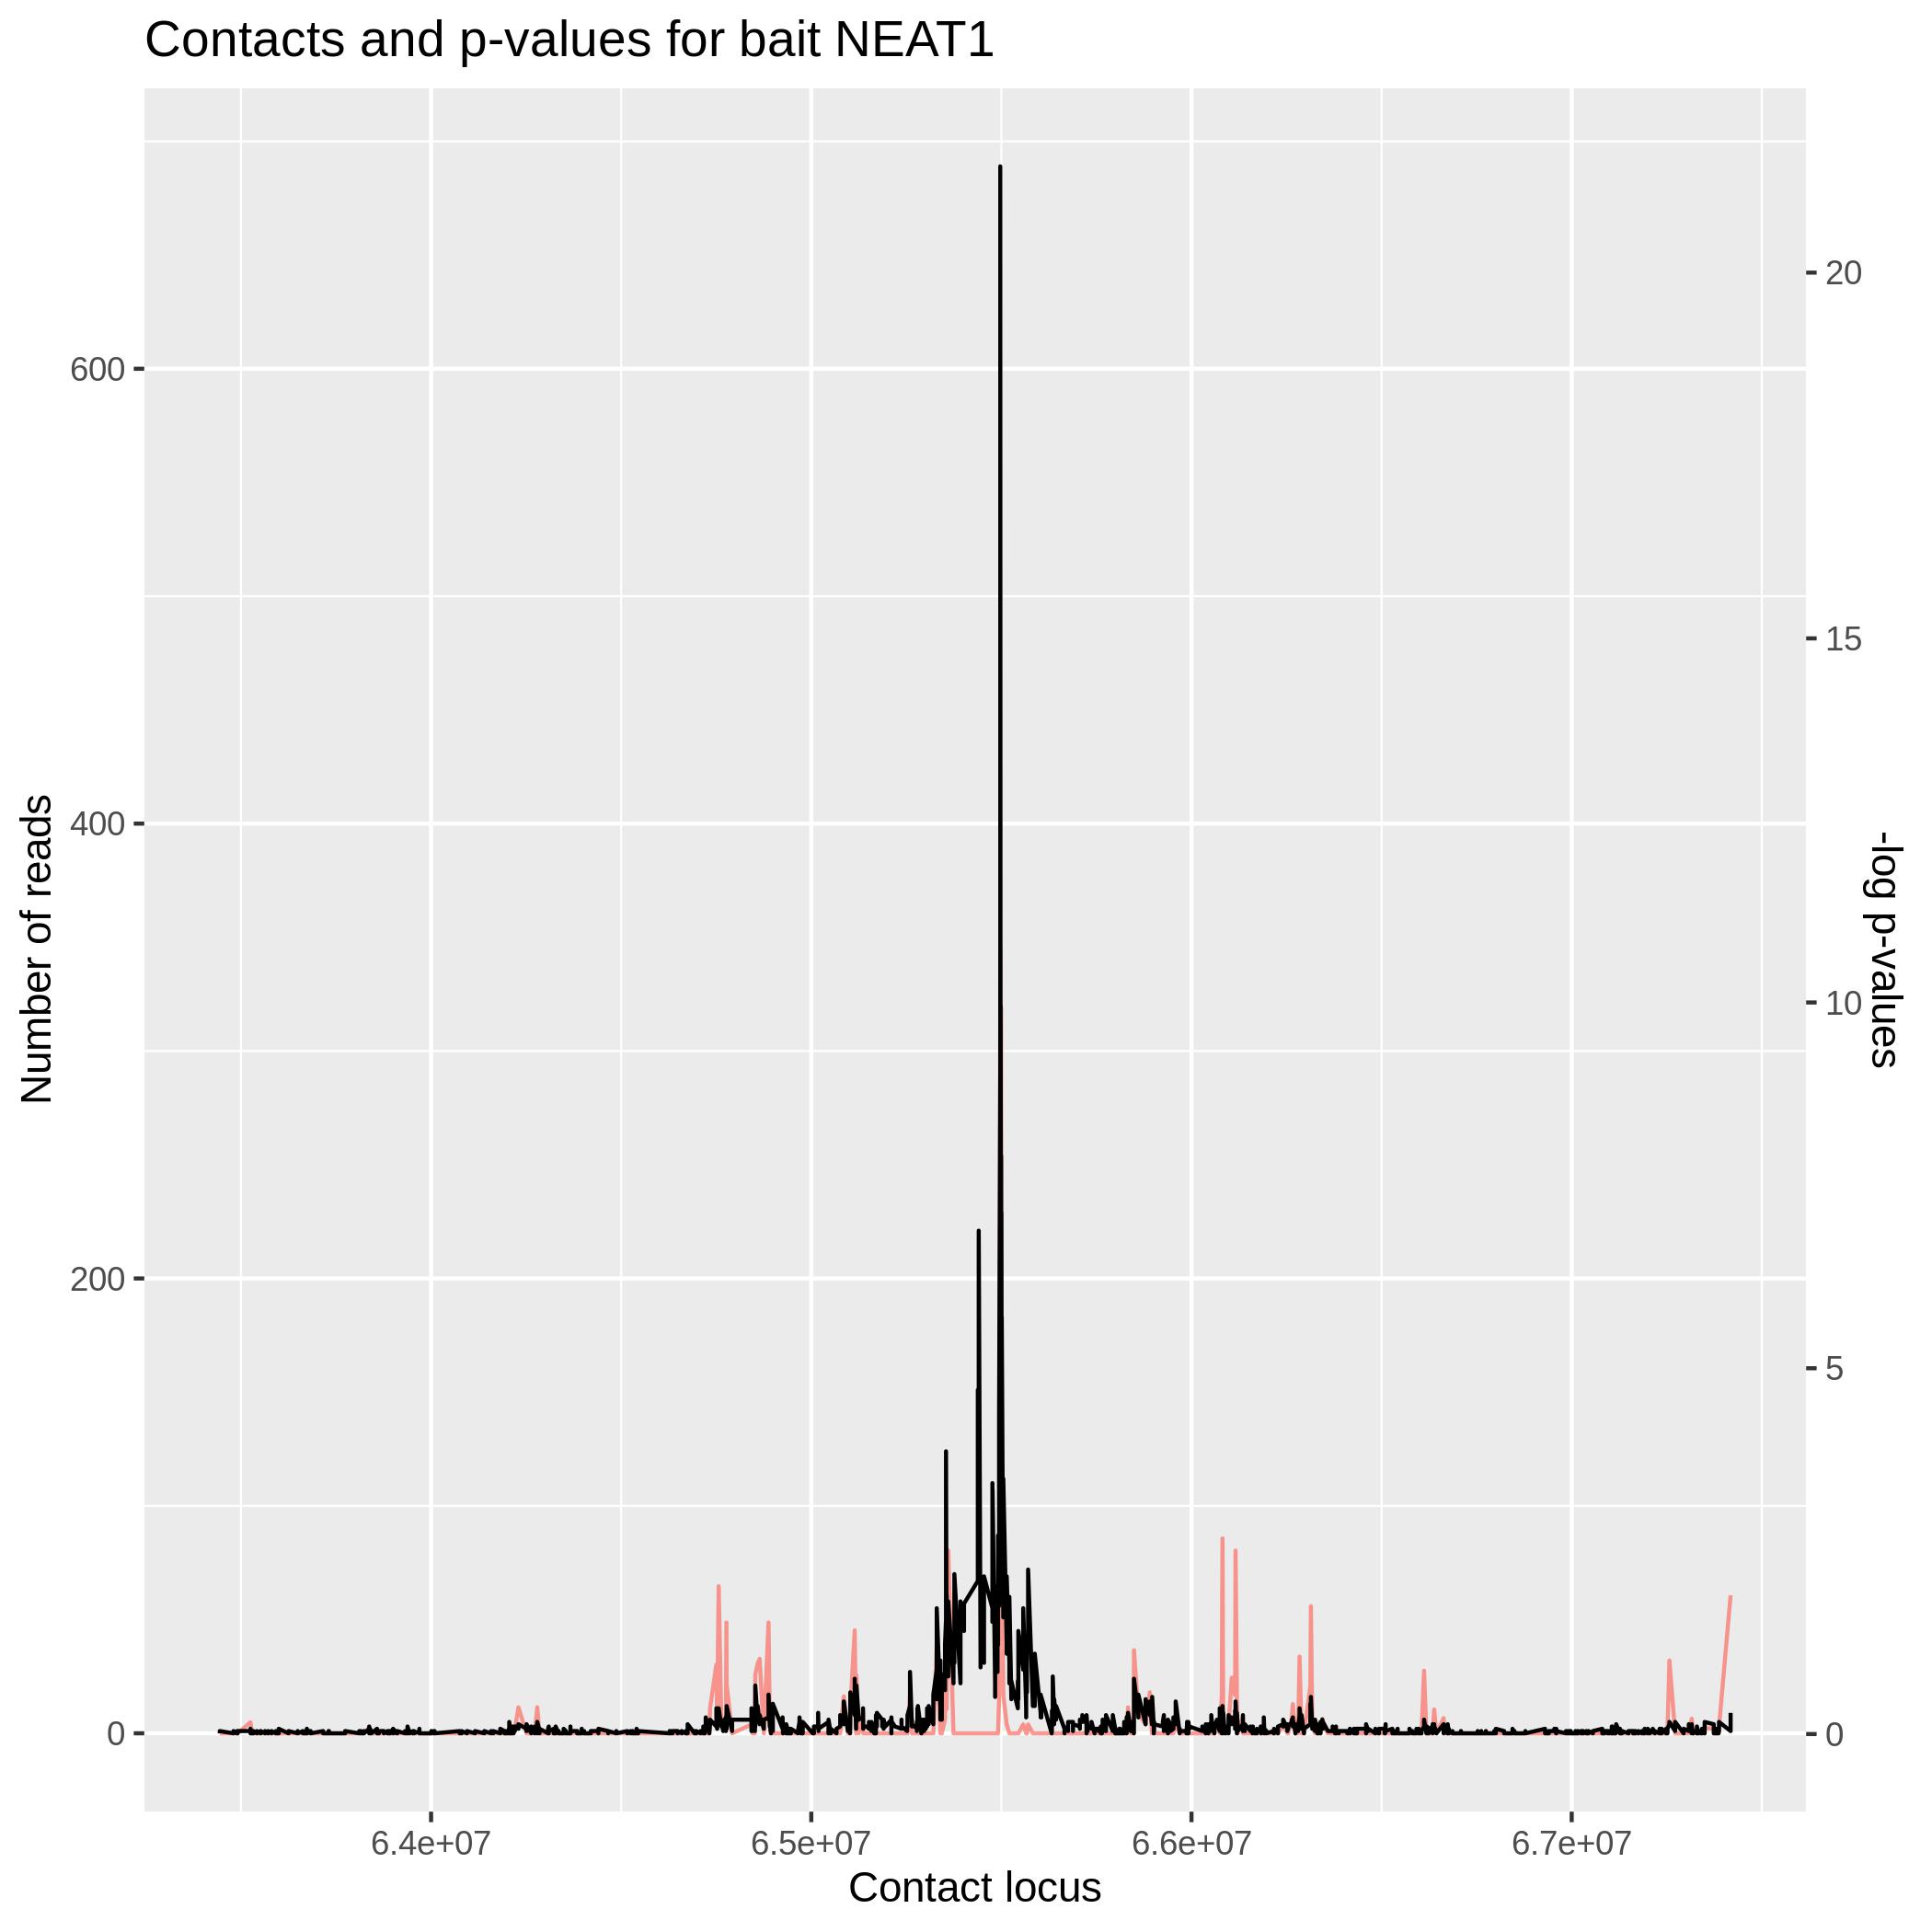 Contacts and p-values for bait NEAT1
Number of reads
600
400
200
0
20
15
10
5
0
-log p-values
6.4e+07
6.5e+07
6.6e+07
6.7e+07
Contact locus